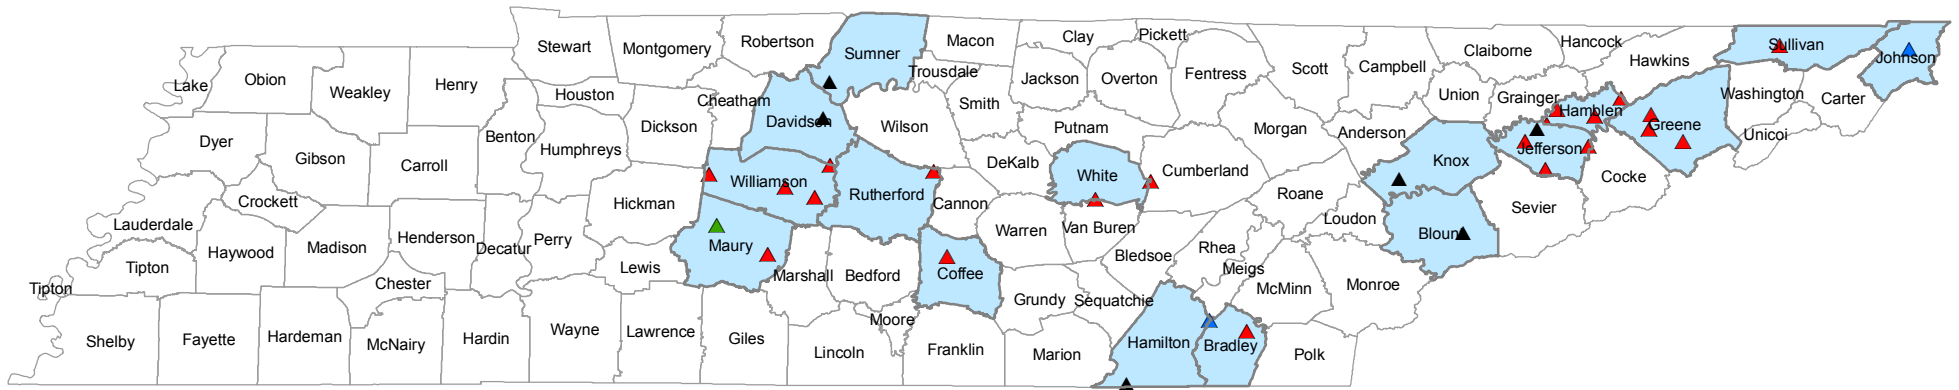 Lake
Obion
Weakley
Henry
Stewart
Montgomery
Robertson
Sumner
Macon
Trousdale
Clay
Pickett
Jackson
Overton
Fentress
Scott
Campbell
Claiborne
Hancock
Hawkins
Sullivan
Johnson
Dyer
Gibson
Carroll
Benton
Houston
Humphreys
Dickson
Cheatham
Davidson
Wilson
Smith
Putnam
DeKalb
White
Cumberland
Morgan
Anderson
Union
Grainger
Hamblen
Jefferson
Greene
Washington
Carter
Unicoi
Knox
Cocke
Sevier
Blount
Loudon
Roane
Lauderdale
Crockett
Haywood
Madison
Henderson
Decatur
Perry
Hickman
Williamson
Rutherford
Cannon
Warren
Van Buren
Bledsoe
Rhea
Meigs
McMinn
Monroe
Tipton
Tipton
Chester
Lewis
Maury
Marshall
Bedford
Coffee
Grundy
Sequatchie
Shelby
Fayette
Hardeman
McNairy
Hardin
Wayne
Lawrence
Giles
Lincoln
Moore
Franklin
Marion
Hamilton
Bradley
Polk